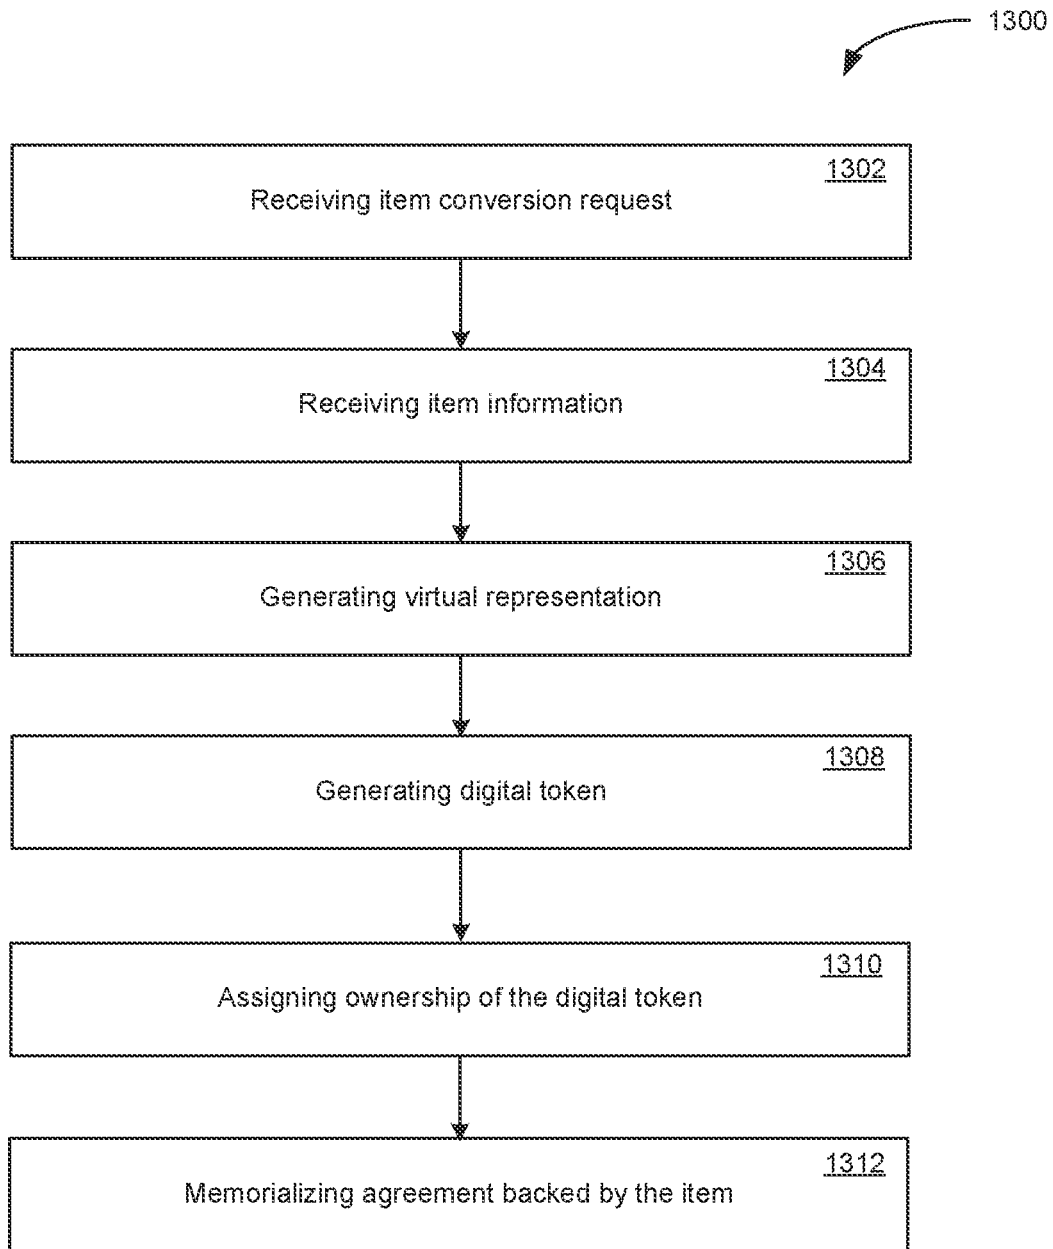 1300
1302
Receiving item conversion request
1304
Receiving item information
1306
Generating virtual representation
1308
Generating digital token
1310
Assigning ownership of the digital token
1312
Memorializing agreement backed by the item